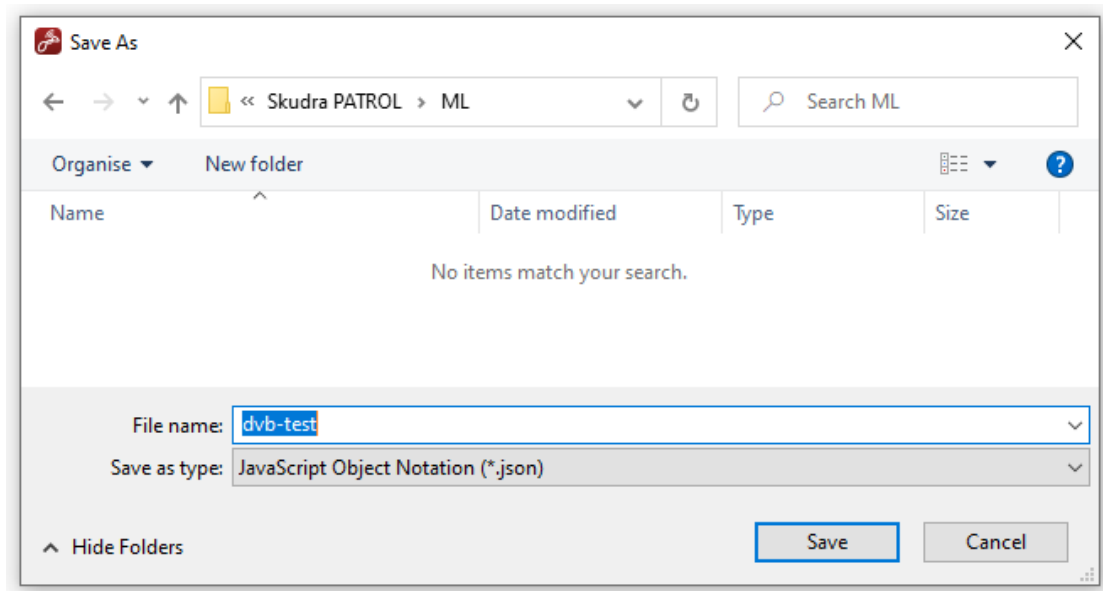 Save As
« Skudra PATROL > ML
Search ML
Organise New folder
?
Name Date modified Type Size
No items match your search.
File name: dvb-test
Save as type: JavaScript Object Notation (*.json)
Hide Folders Save Cancel